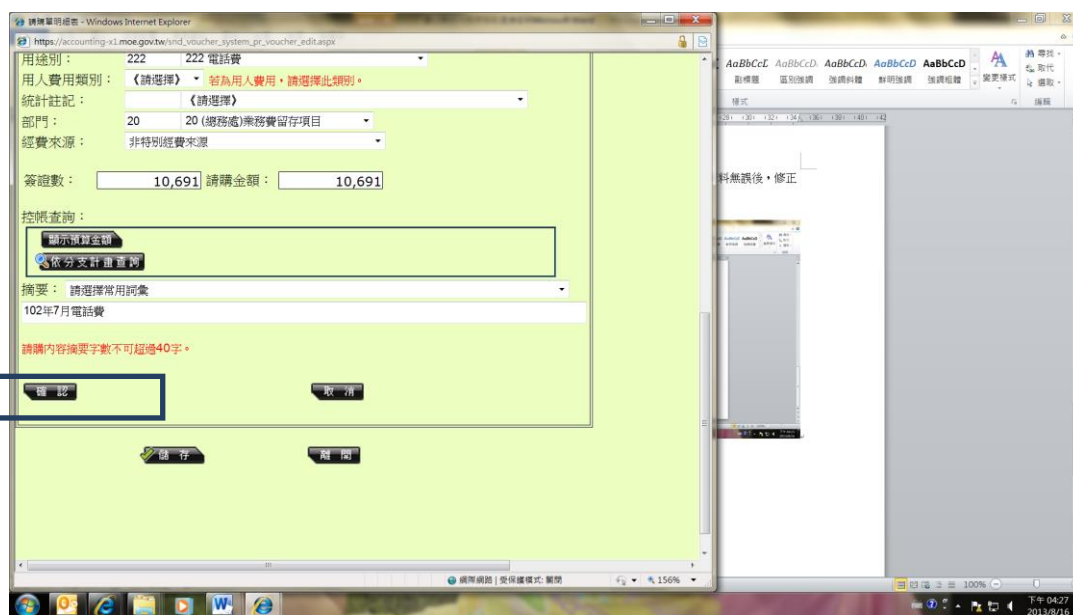 請購單明細表 - Windows Internet Explorer
https://accounting-x1.moe.gov.tw/snd_voucher_system_pr_voucher_edit.aspx
用途別： 222 222 電話費
用人費用類別： 《請選擇》 若為用人費用，請選擇此類別。
統計註記： 《請選擇》
部門： 20 20 (總務處)業務費留存項目
經費來源： 非特別經費來源
簽證數： 10,691 請購金額： 10,691
控帳查詢：
顯示預算金額
依分支計畫查詢
摘要： 請選擇常用詞彙
102年7月電話費
請購內容摘要字數不可超過40字。
確認 取消
儲存 離開
網際網路 | 受保護模式: 關閉 156%
AaBbCcL AaBbCcD AaBbCcD AaBbCcD AaBbCcD
副標題 區別強調 強調斜體 鮮明強調 強調粗體 變更樣式
尋找
取代
選取
樣式 編輯
料無誤後，修正
100%
下午 04:27
2013/8/16